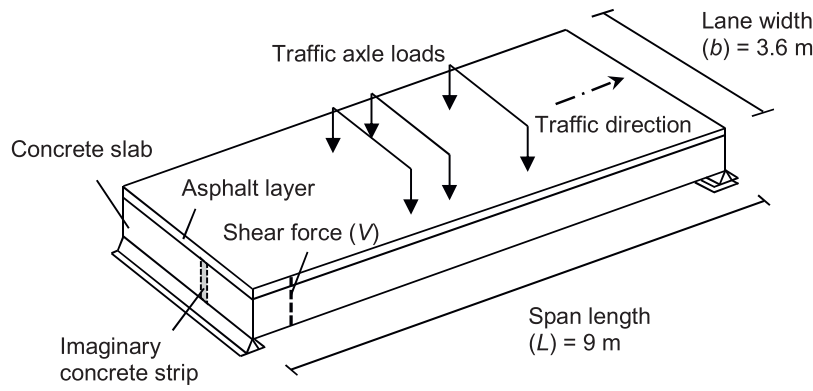 Lane width
(b) = 3.6 m
Traffic axle loads
Traffic direction
Concrete slab
Asphalt layer
Shear force (V)
Span length
(L) = 9 m
Imaginary
concrete strip